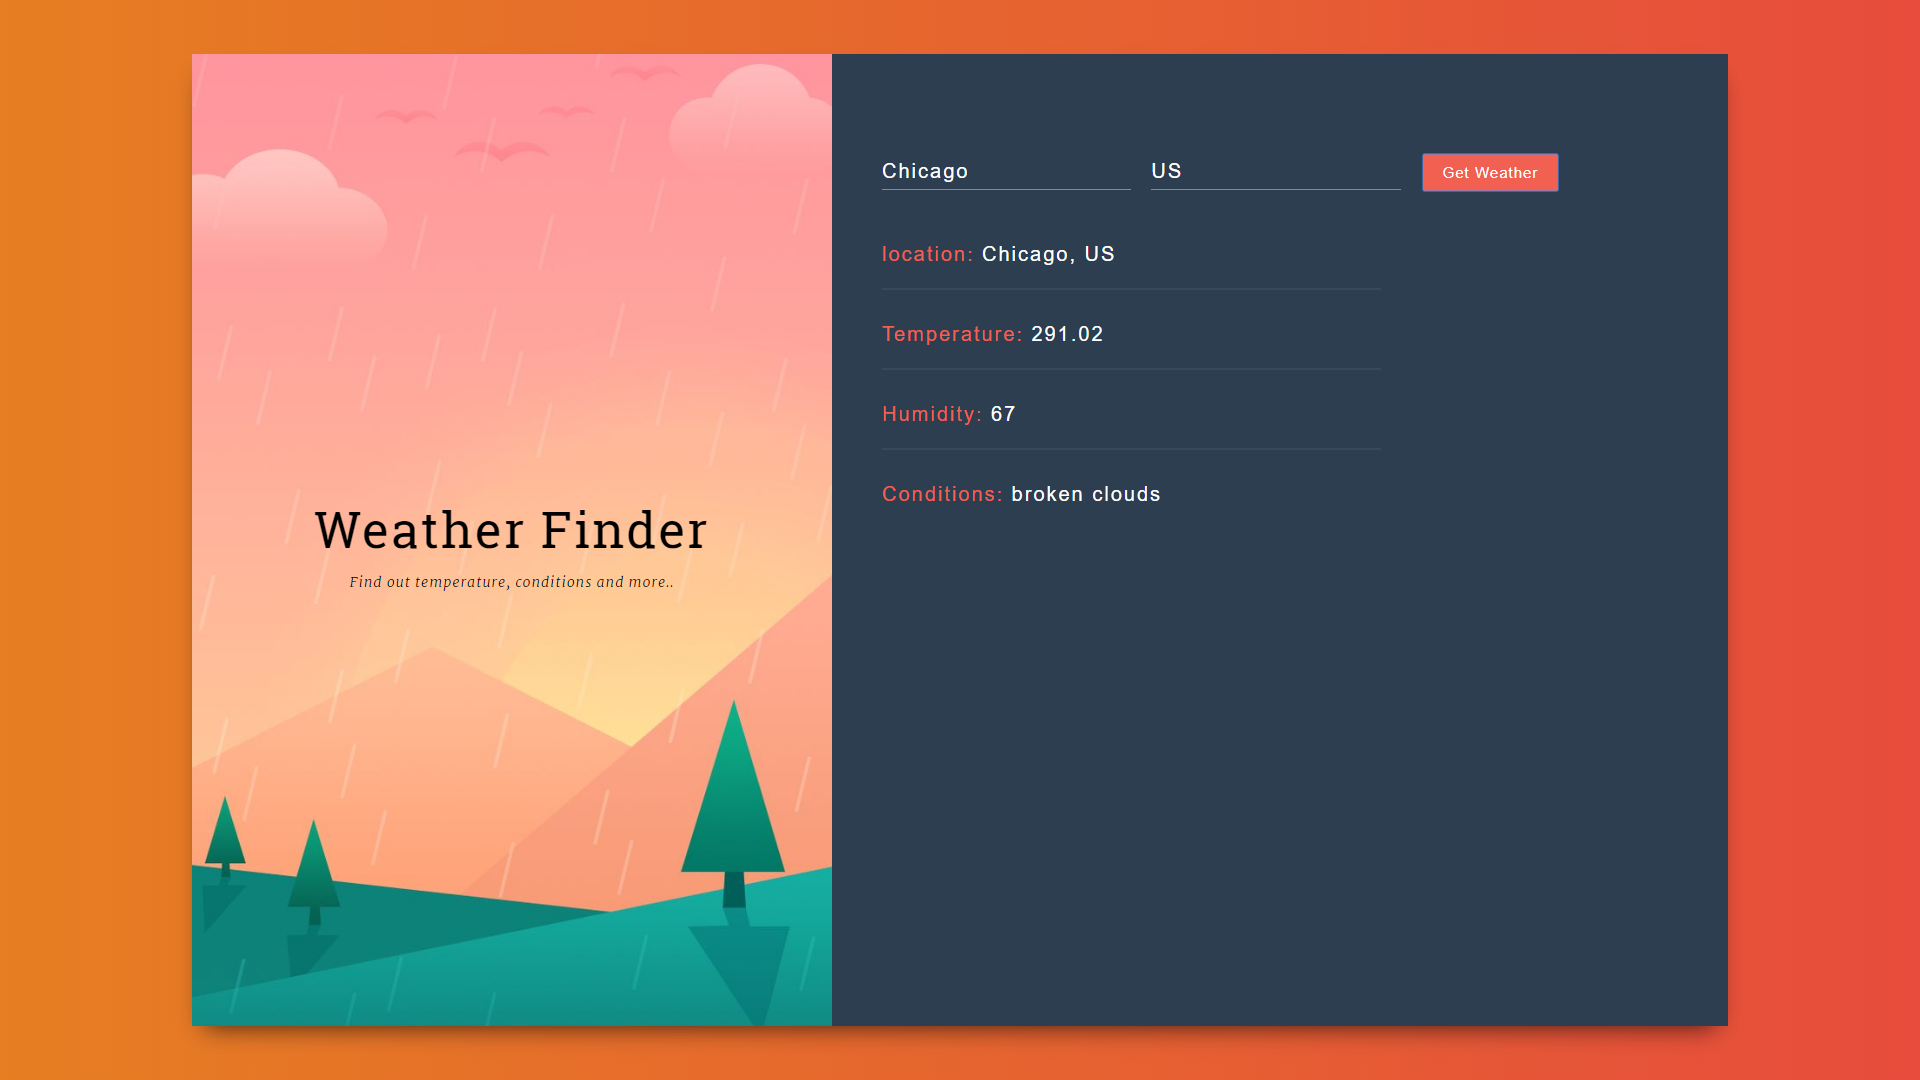 Weather Finder
Find out temperature, conditions and more..
Chicago
US
Get Weather
location: Chicago, US
Temperature: 291.02
Humidity: 67
Conditions: broken clouds